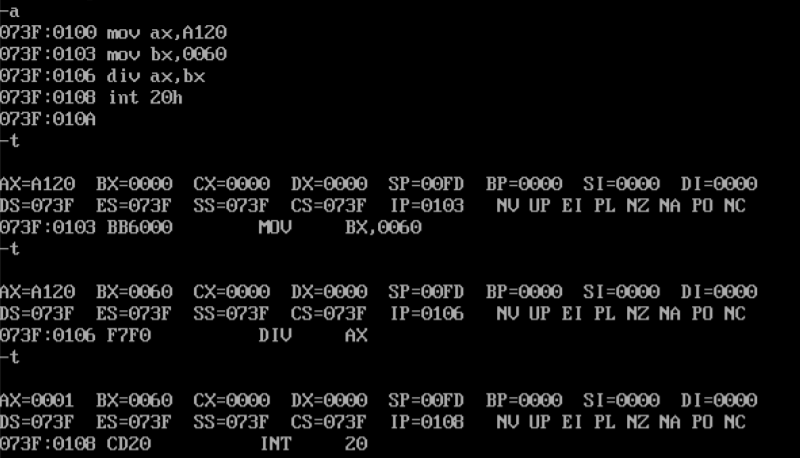 -a
073F:0100 mov ax,A120
073F:0103 mov bx,0060
073F:0106 div ax,bx
073F:0108 int 20h
073F:010A
-t
AX=A120 BX=0000 CX=0000 DX=0000 SP=00FD BP=0000 SI=0000 DI=0000
DS=073F ES=073F SS=073F CS=073F IP=0103 NV UP EI PL NZ NA PO NC
073F:0103 BB6000 MOV BX,0060
-t
AX=A120 BX=0060 CX=0000 DX=0000 SP=00FD BP=0000 SI=0000 DI=0000
DS=073F ES=073F SS=073F CS=073F IP=0106 NV UP EI PL NZ NA PO NC
073F:0106 F7F0 DIV AX
-t
AX=0001 BX=0060 CX=0000 DX=0000 SP=00FD BP=0000 SI=0000 DI=0000
DS=073F ES=073F SS=073F CS=073F IP=0108 NV UP EI PL NZ NA PO NC
073F:0108 CD20 INT 20